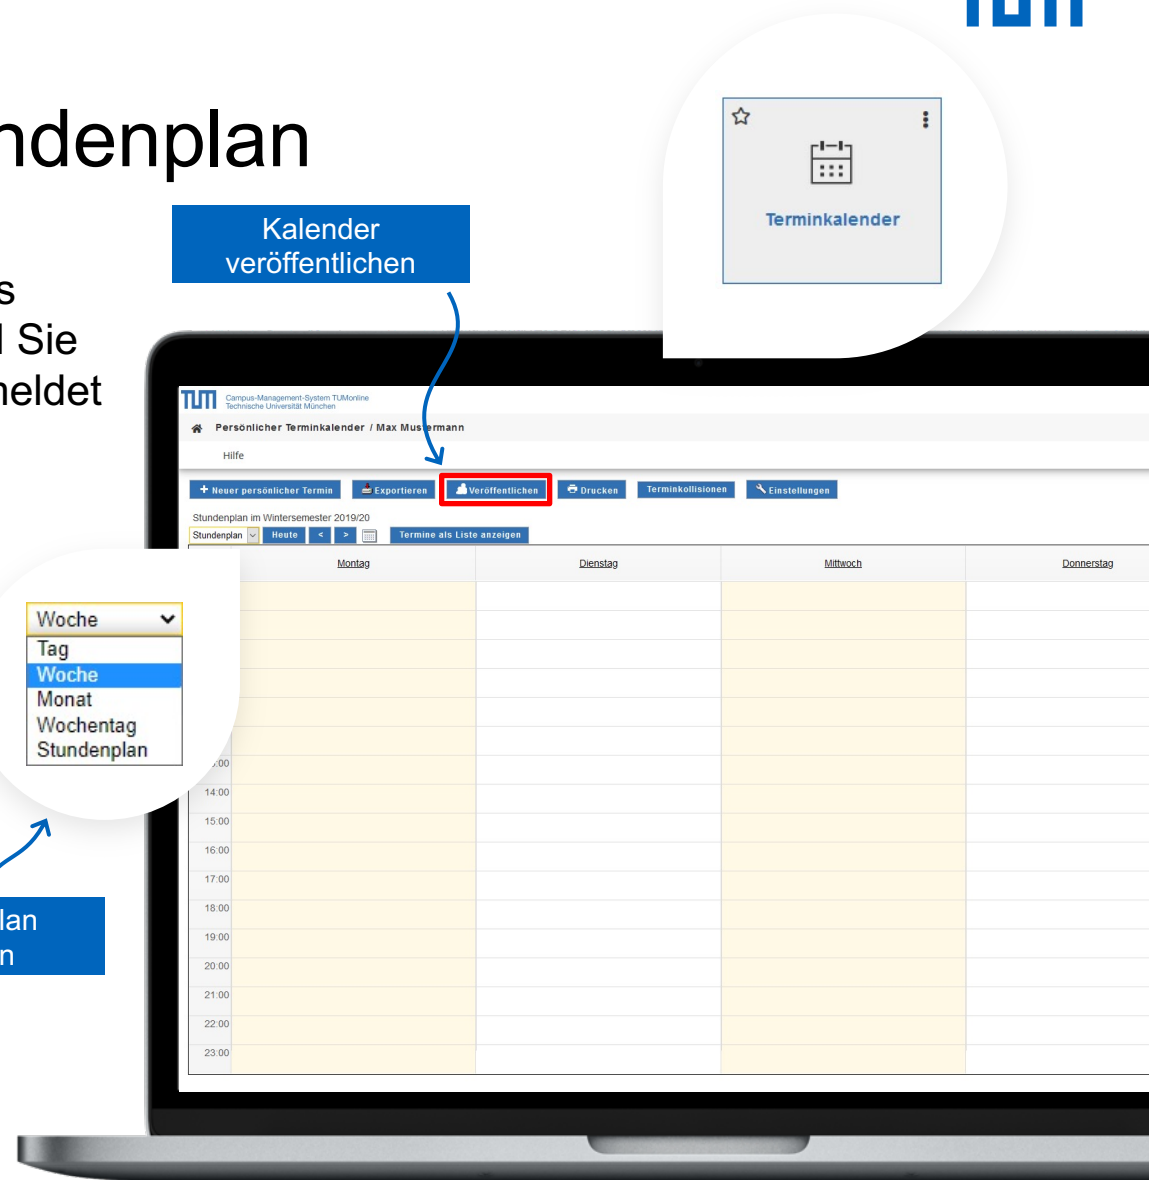 TUM
ndenplan
Terminkalender
Kalender
veröffentlichen
s
Sie
neldet
TUM
Campus-Management-System TUMonline
Technische Universität München
Persönlicher Terminkalender / Max Mustermann
Hilfe
+ Neuer persönlicher Termin Exportieren Veröffentlichen Drucken Terminkollisionen Einstellungen
Stundenplan im Wintersemester 2019/20
Stundenplan Heute < > Termine als Liste anzeigen
Montag Dienstag Mittwoch Donnerstag
Woche
Tag
Woche
Monat
Wochentag
Stundenplan
:00
14:00
15:00
16:00
17:00
18:00
19:00
20:00
21:00
22:00
23:00
lan
n